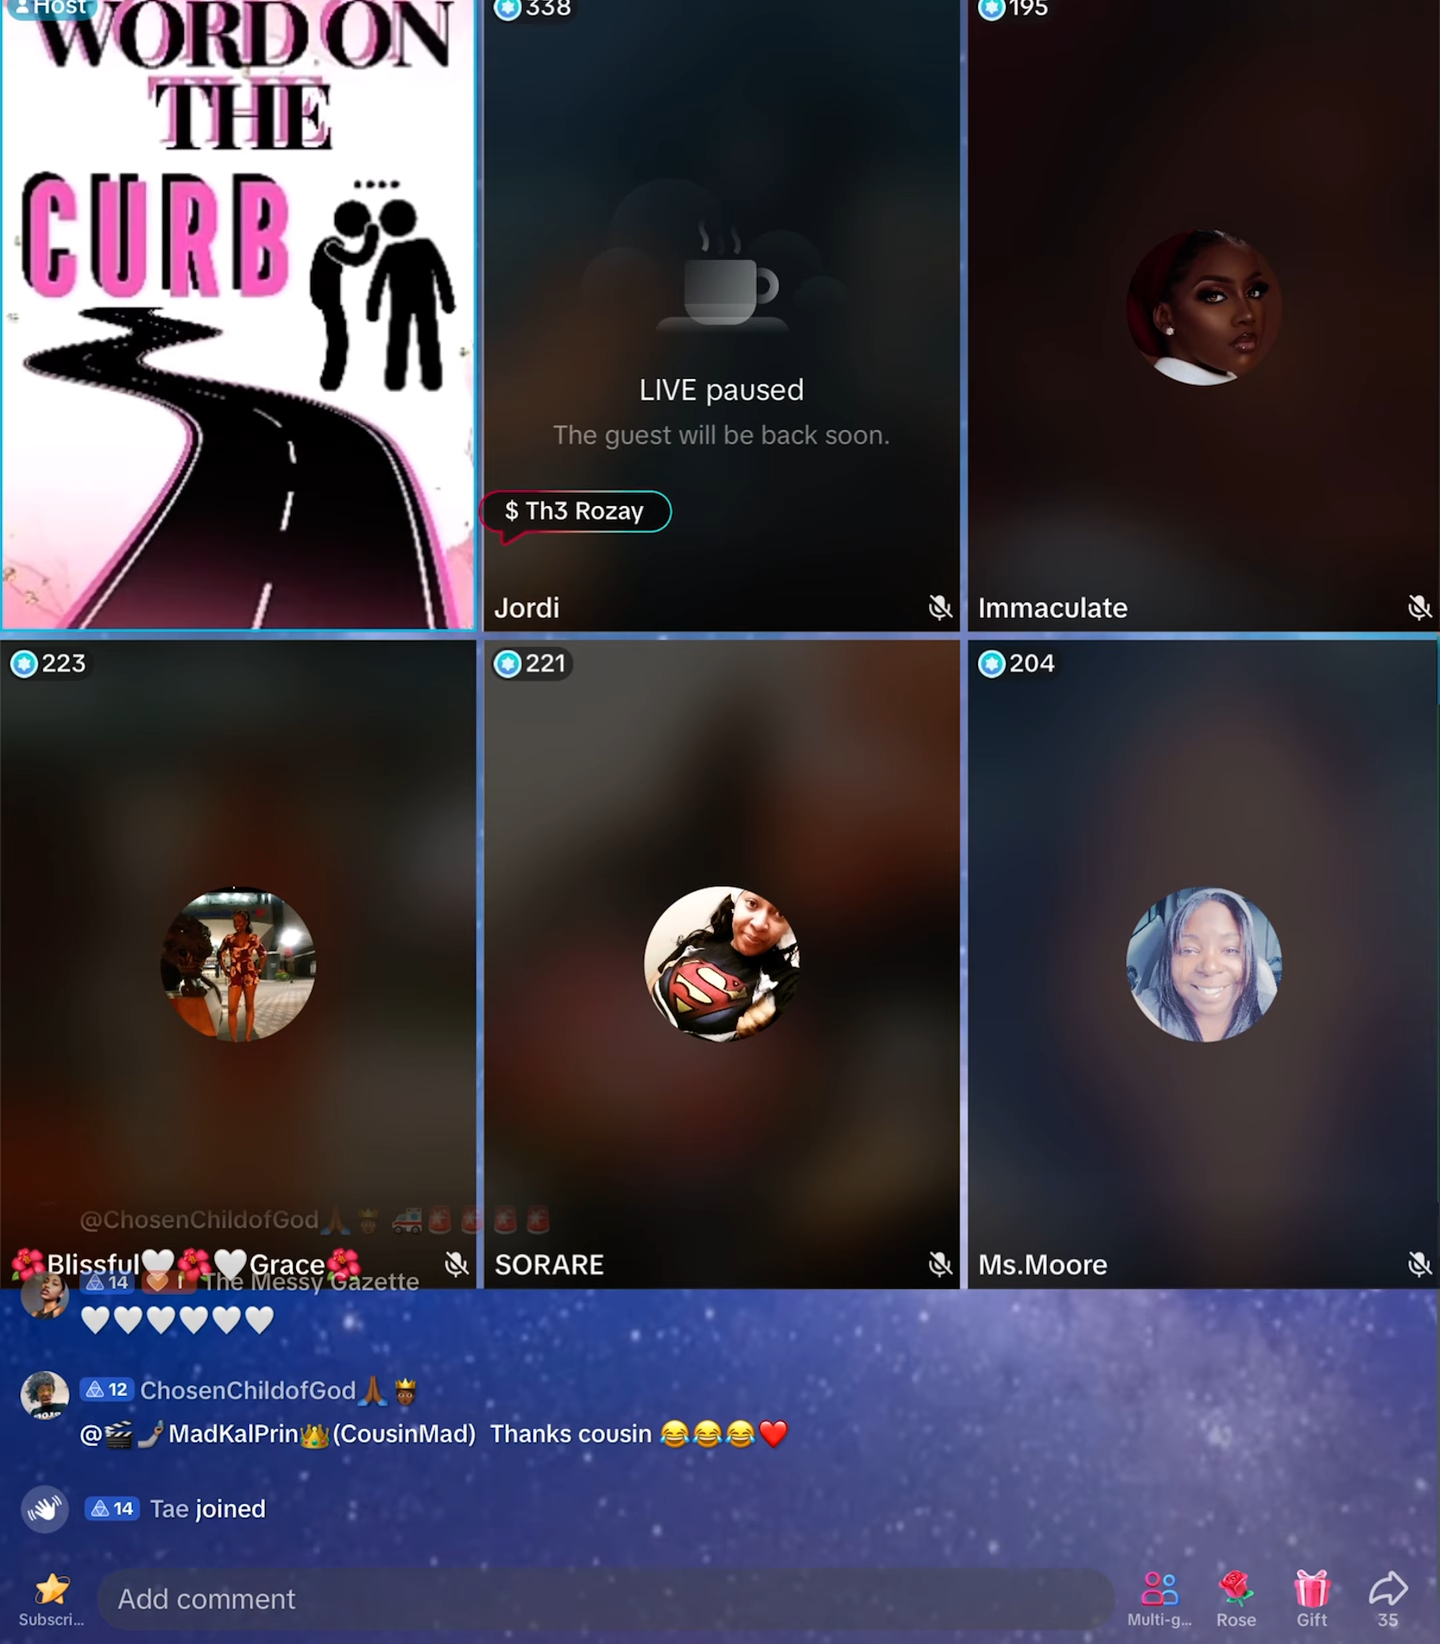 Host
WORD ON
THE
CURB
338
LIVE paused
The guest will be back soon.
$ Th3 Rozay
Jordi
195
Immaculate
223
221
204
@ChosenChildofGod🙏🏾🤴🏾 🚑🚨🚨🚨🚨
🌺Blissful🤍🌺🤍Grace🌺
SORARE
Ms.Moore
14 🧡 I The Messy Gazette
🤍🤍🤍🤍🤍🤍
12 ChosenChildofGod🙏🏾🤴🏾
@🎬🤳🏽MadKalPrin👑(CousinMad) Thanks cousin 😂😂😂❤️
14 Tae joined
Subscri...
Add comment
Multi-g...
Rose
Gift
35